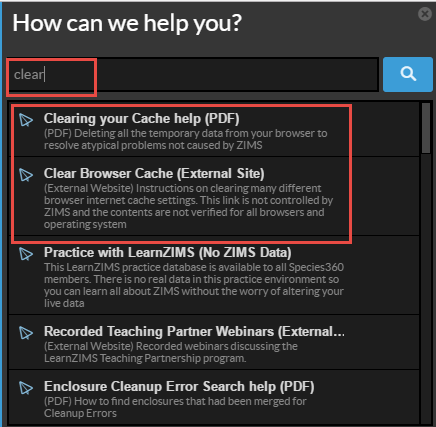 How can we help you?
clear
Clearing your Cache help (PDF)
(PDF) Deleting all the temporary data from your browser to
resolve atypical problems not caused by ZIMS
Clear Browser Cache (External Site)
(External Website) Instructions on clearing many different
browser internet cache settings. This link is not controlled by
ZIMS and the contents are not verified for all browsers and
operating system
Practice with LearnZIMS (No ZIMS Data)
This LearnZIMS practice database is available to all Species360
members. There is no real data in this practice environment so
you can learn all about ZIMS without the worry of altering your
live data
Recorded Teaching Partner Webinars (External...
(External Website) Recorded webinars discussing the
LearnZIMS Teaching Partnership program.
Enclosure Cleanup Error Search help (PDF)
(PDF) How to find enclosures that had been merged for
Cleanup Errors